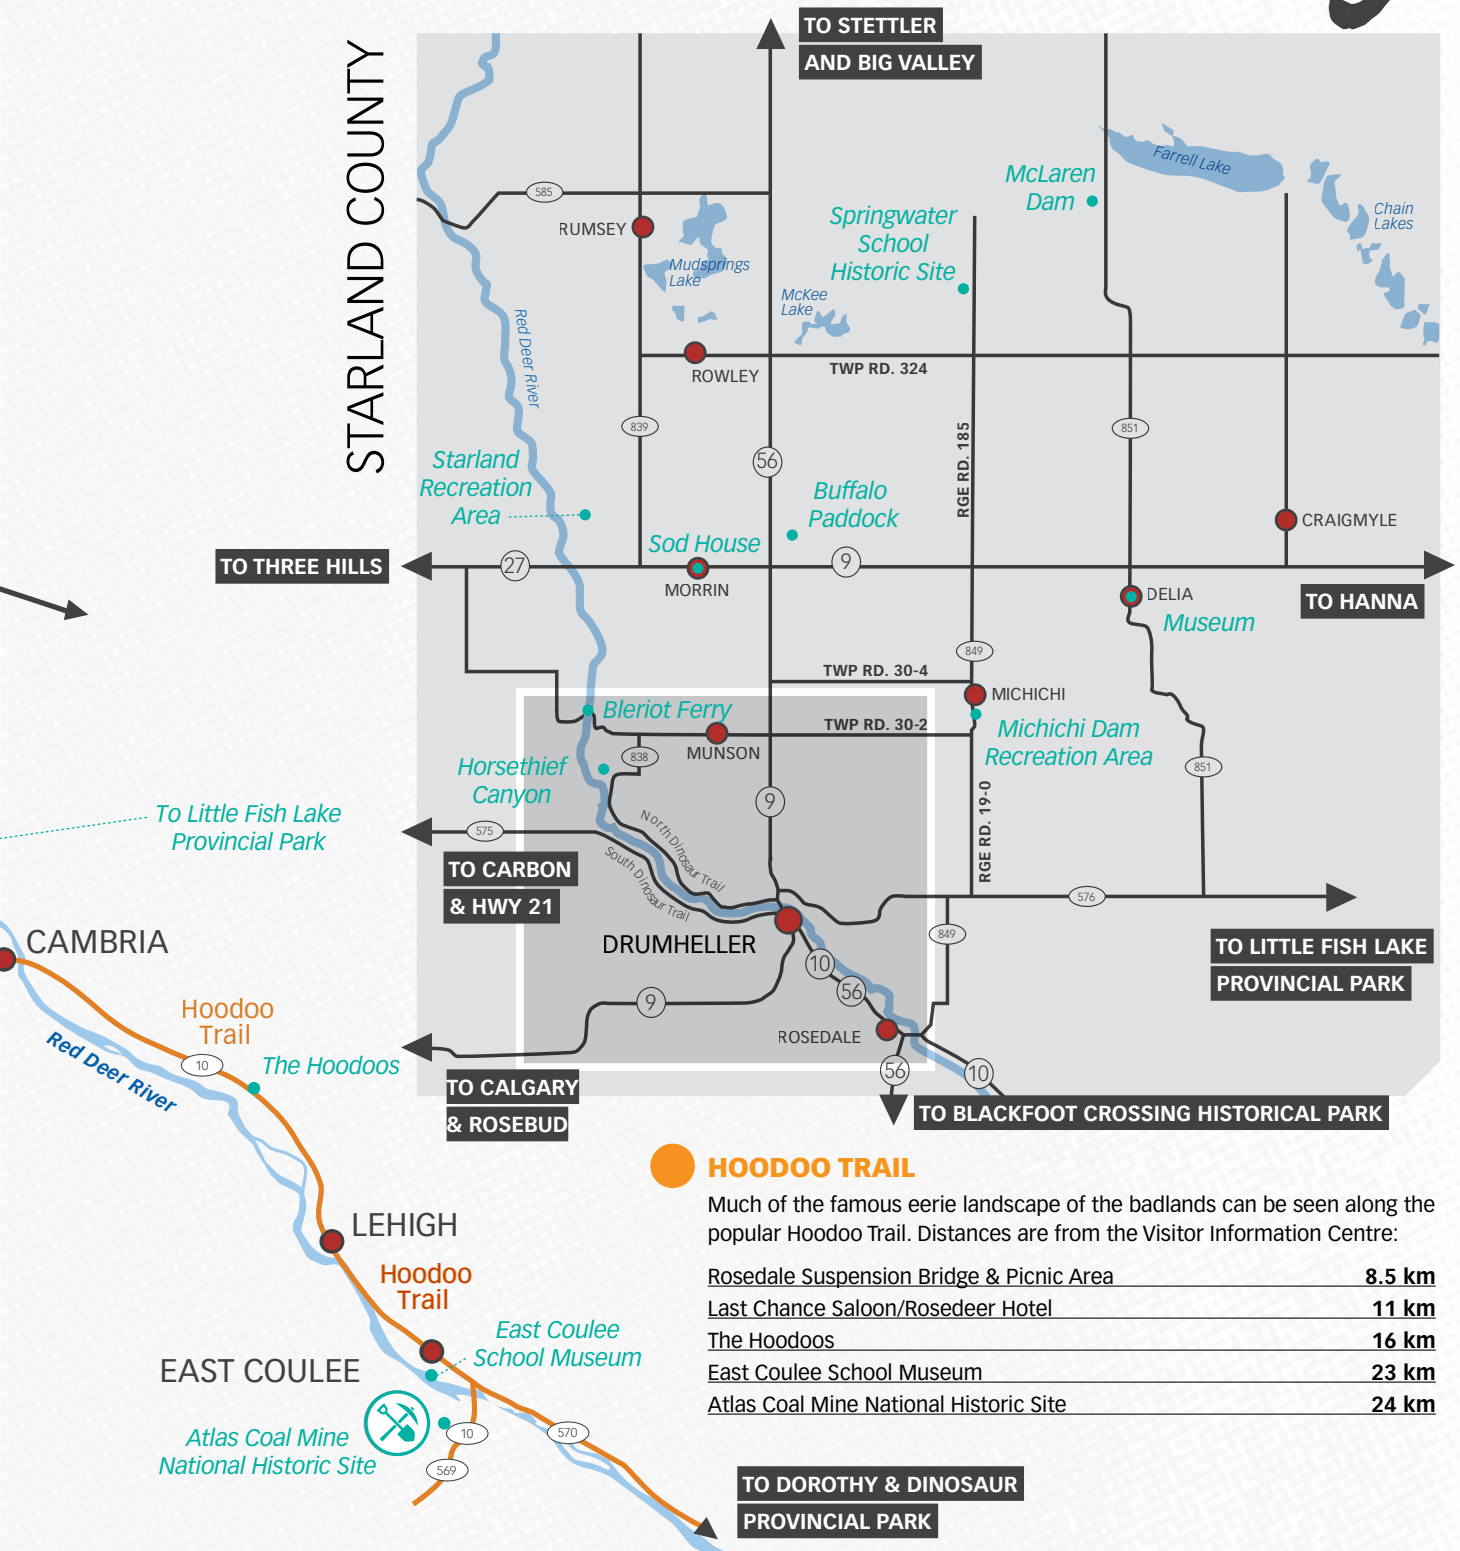 TO STETTLER
AND BIG VALLEY
STARLAND COUNTY
Farrell Lake
McLaren
Dam
585
Springwater
School
Historic Site
Chain
Lakes
RUMSEY
Mudsprings
Lake
McKee
Lake
Red Deer River
ROWLEY
TWP RD. 324
839
851
56
RGE RD. 185
Starland
Recreation
Area
Buffalo
Paddock
CRAIGMYLE
Sod House
TO THREE HILLS
27
9
MORRIN
DELIA
TO HANNA
Museum
849
TWP RD. 30-4
MICHICHI
Bleriot Ferry
TWP RD. 30-2
Michichi Dam
Recreation Area
MUNSON
838
Horsethief
Canyon
851
9
RGE RD. 19-0
To Little Fish Lake
Provincial Park
575
North Dinosaur Trail
South Dinosaur Trail
TO CARBON
& HWY 21
576
DRUMHELLER
849
CAMBRIA
TO LITTLE FISH LAKE
PROVINCIAL PARK
10
56
9
Hoodoo
Trail
ROSEDALE
10
The Hoodoos
Red Deer River
56
10
TO CALGARY
& ROSEBUD
TO BLACKFOOT CROSSING HISTORICAL PARK
HOODOO TRAIL
Much of the famous eerie landscape of the badlands can be seen along the
popular Hoodoo Trail. Distances are from the Visitor Information Centre:
Rosedale Suspension Bridge & Picnic Area 8.5 km
Last Chance Saloon/Rosedeer Hotel 11 km
The Hoodoos 16 km
East Coulee School Museum 23 km
Atlas Coal Mine National Historic Site 24 km
LEHIGH
Hoodoo
Trail
East Coulee
School Museum
EAST COULEE
Atlas Coal Mine
National Historic Site
10
570
569
TO DOROTHY & DINOSAUR
PROVINCIAL PARK